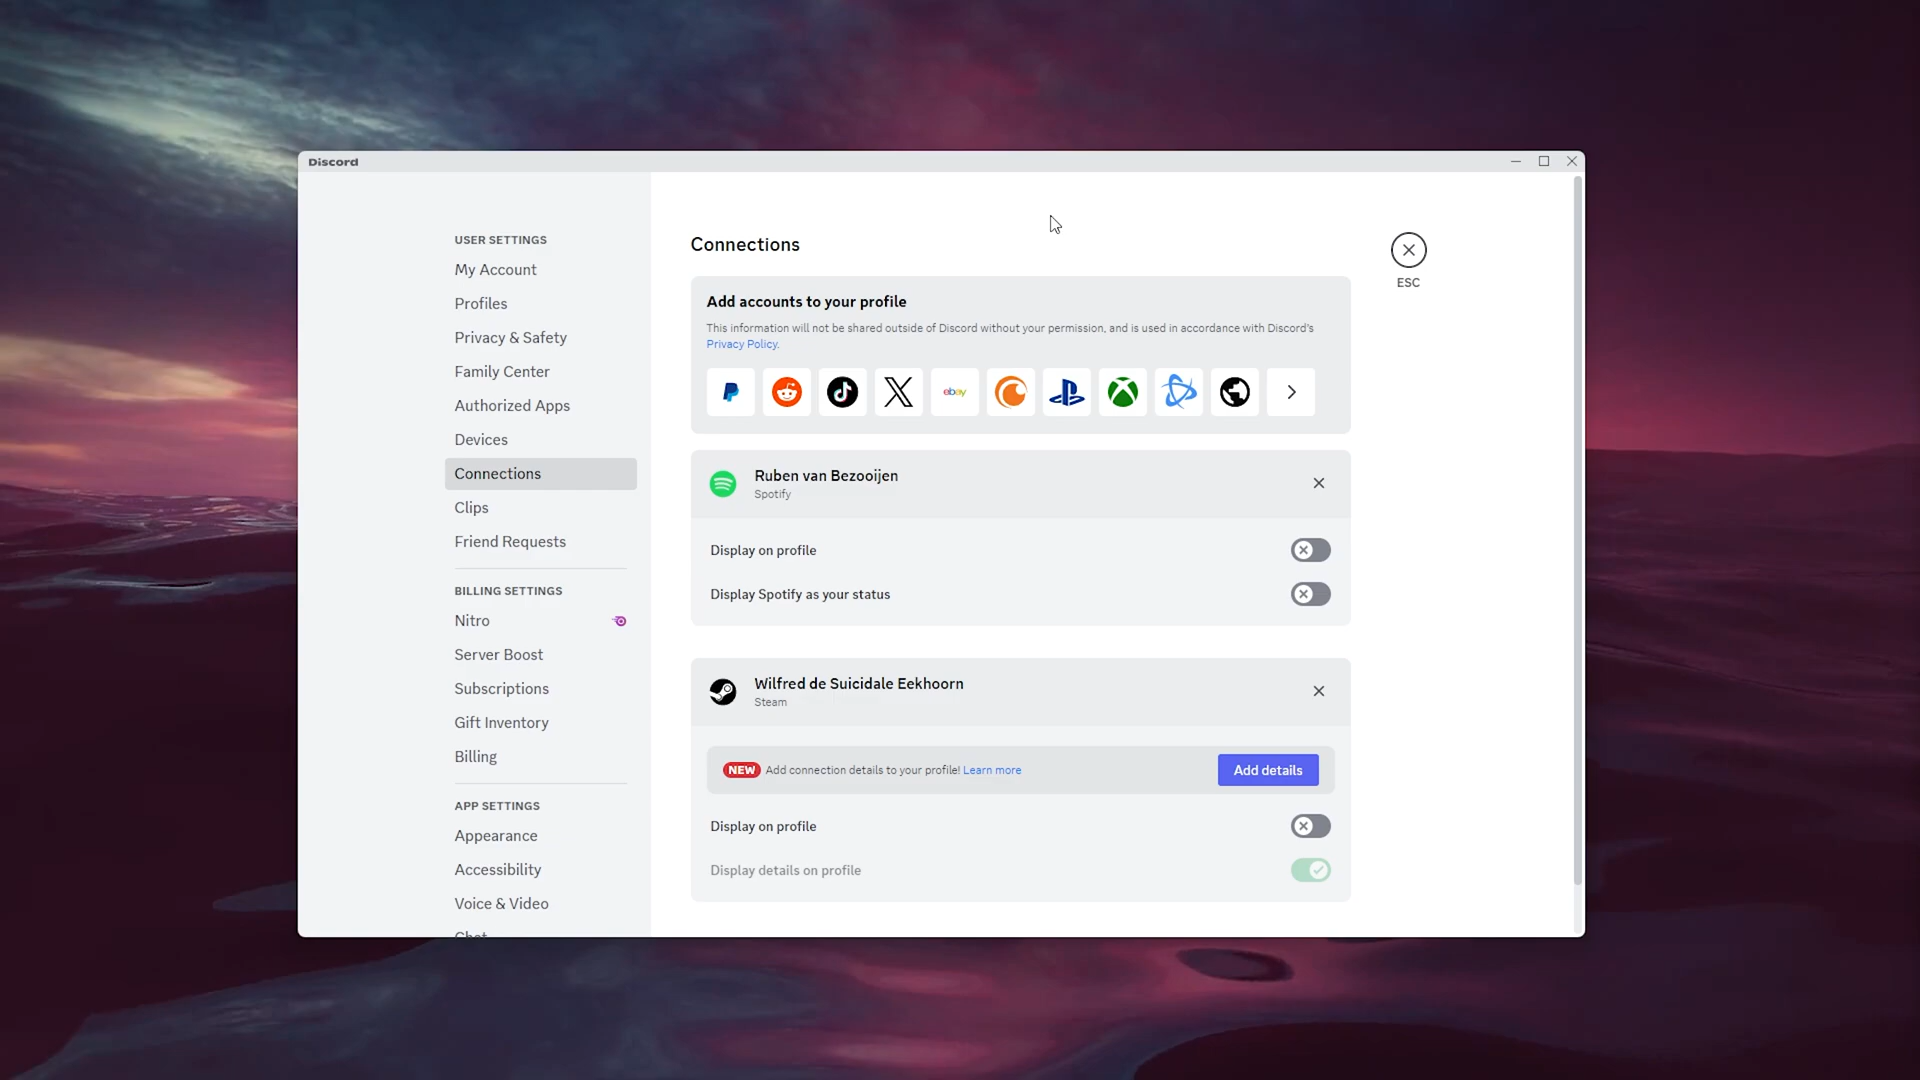 Discord
USER SETTINGS
My Account
Profiles
Privacy & Safety
Family Center
Authorized Apps
Devices
Connections
Clips
Friend Requests
BILLING SETTINGS
Nitro
Server Boost
Subscriptions
Gift Inventory
Billing
APP SETTINGS
Appearance
Accessibility
Voice & Video
Chat
Connections
ESC
Add accounts to your profile
This information will not be shared outside of Discord without your permission, and is used in accordance with Discord's
Privacy Policy.
ebay
Ruben van Bezooijen
Spotify
Display on profile
Display Spotify as your status
Wilfred de Suicidale Eekhoorn
Steam
NEW Add connection details to your profile! Learn more
Add details
Display on profile
Display details on profile